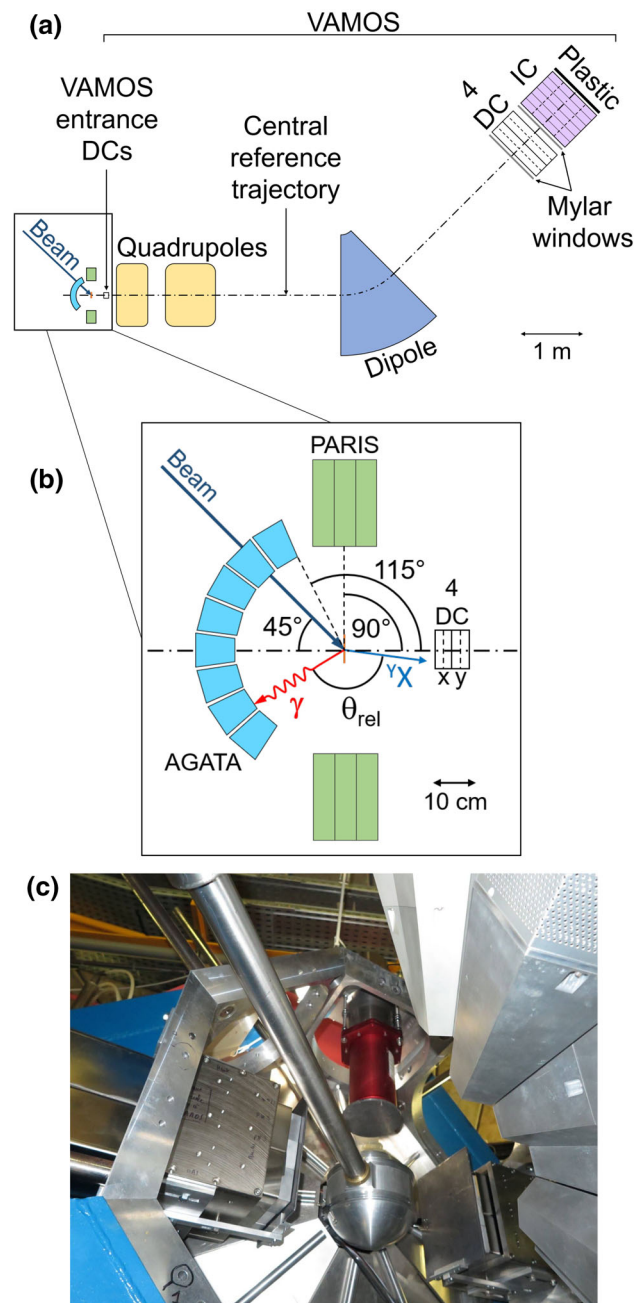 (a)
VAMOS
VAMOS
entrance
DCs
Central
reference
trajectory
4
DC
IC
Plastic
Mylar
windows
Beam
Quadrupoles
Dipole
1 m
(b)
PARIS
Beam
115°
45°
90°
4
DC
x y
ʸX
γ
θrel
AGATA
10 cm
(c)